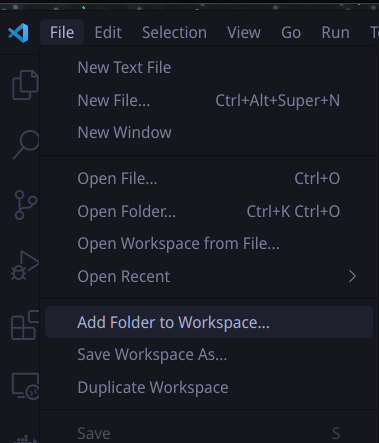 File Edit Selection View Go Run
New Text File
New File... Ctrl+Alt+Super+N
New Window
Open File... Ctrl+O
Open Folder... Ctrl+K Ctrl+O
Open Workspace from File...
Open Recent
Add Folder to Workspace...
Save Workspace As...
Duplicate Workspace
Save S